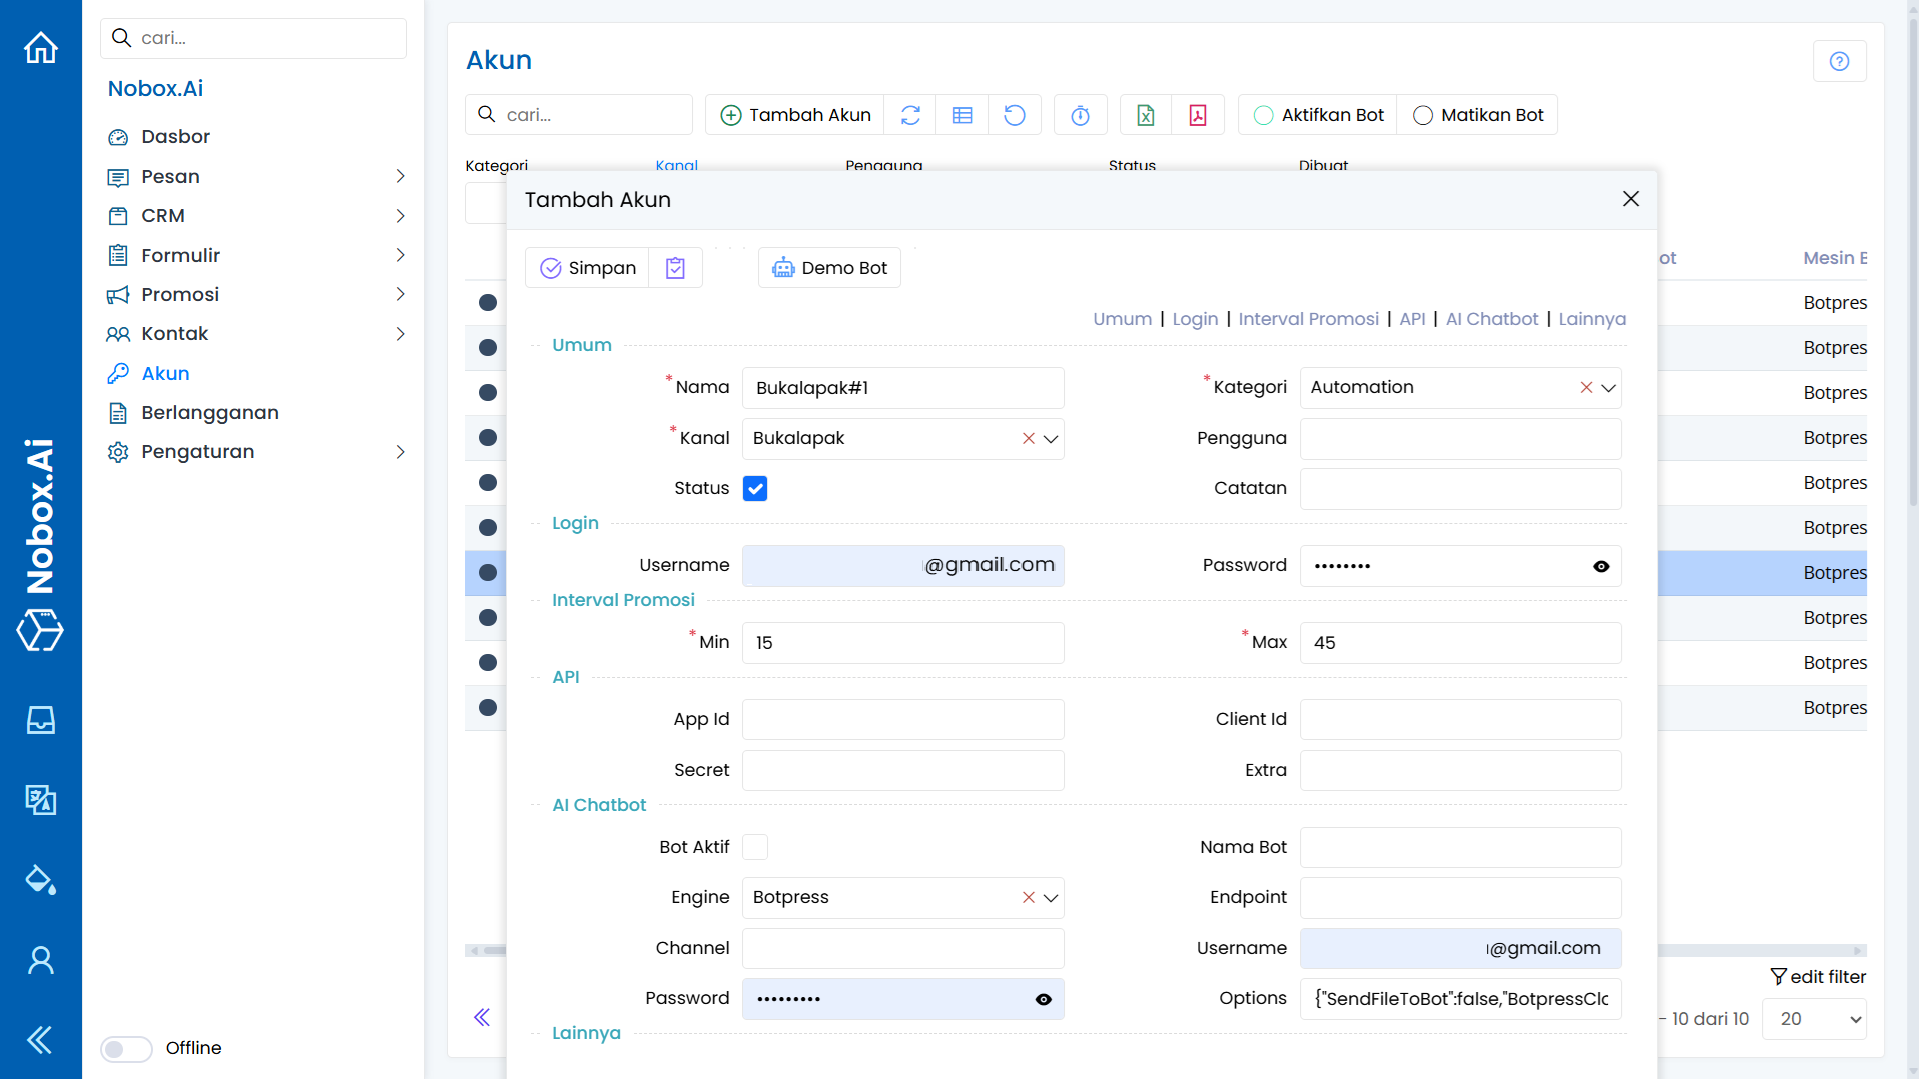 cari...
Nobox.Ai
Dasbor
Pesan
CRM
Formulir
Promosi
Kontak
Akun
Berlangganan
Pengaturan
Nobox.Ai
Offline
Akun
cari...
Tambah Akun
Aktifkan Bot
Matikan Bot
Kategori
Kanal
Pengguna
Status
Dibuat
ot
Mesin B
Botpres
Botpres
Botpres
Botpres
Botpres
Botpres
Botpres
Botpres
Botpres
Botpres
Tambah Akun
Simpan
Demo Bot
Umum | Login | Interval Promosi | API | AI Chatbot | Lainnya
Umum
*Nama Bukalapak#1
*Kategori Automation
*Kanal Bukalapak
Pengguna
Status
Catatan
Login
Username @gmail.com
Password ••••••••
Interval Promosi
*Min 15
*Max 45
API
App Id
Client Id
Secret
Extra
AI Chatbot
Bot Aktif
Nama Bot
Engine Botpress
Endpoint
Channel
Username @gmail.com
Password •••••••••
Options {"SendFileToBot":false,"BotpressClo
Lainnya
edit filter
- 10 dari 10
20